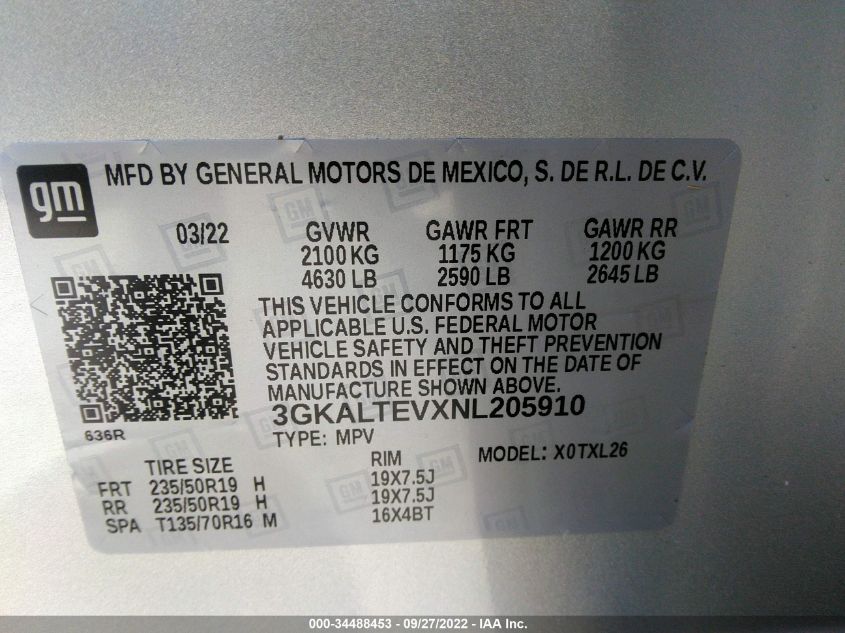 gm MFD BY GENERAL MOTORS DE MEXICO, S. DE R.L. DE C.V.
03/22 GVWR GAWR FRT GAWR RR
2100 KG 1175 KG 1200 KG
4630 LB 2590 LB 2645 LB
THIS VEHICLE CONFORMS TO ALL
APPLICABLE U.S. FEDERAL MOTOR
VEHICLE SAFETY AND THEFT PREVENTION
STANDARDS IN EFFECT ON THE DATE OF
MANUFACTURE SHOWN ABOVE.
3GKALTEVXNL205910
636R
TYPE: MPV MODEL: X0TXL26
TIRE SIZE RIM
FRT 235/50R19 H 19X7.5J
RR 235/50R19 H 19X7.5J
SPA T135/70R16 M 16X4BT
000-34488453 - 09/27/2022 - IAA Inc.